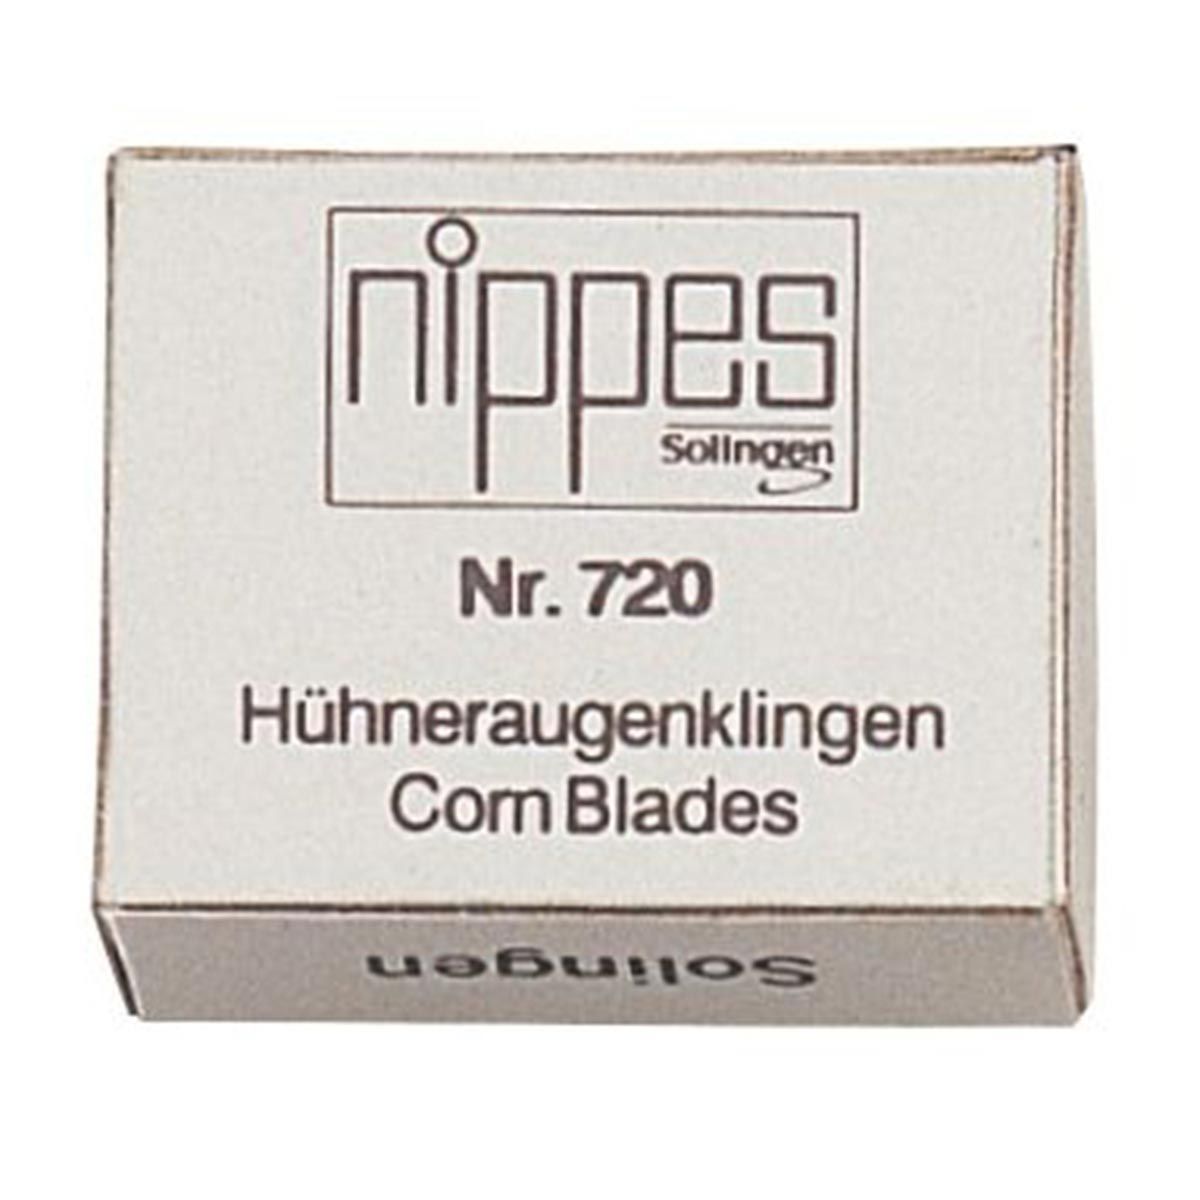 nippes
Solingen
Nr. 720
Hühneraugenklingen
Corn Blades
Solingen